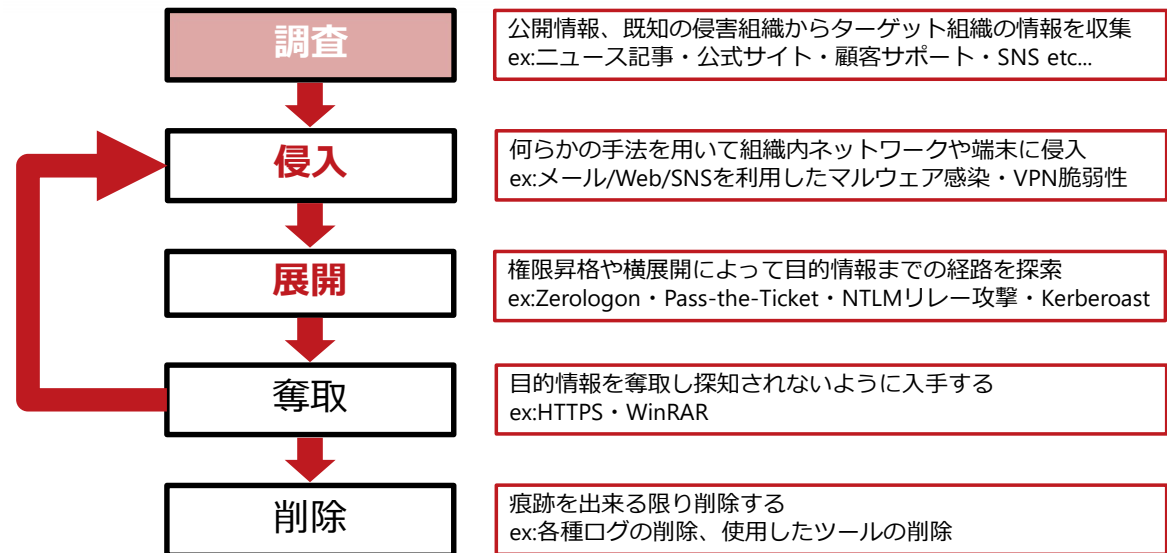 調査
公開情報、既知の侵害組織からターゲット組織の情報を収集
ex:ニュース記事・公式サイト・顧客サポート・SNS etc...
侵入
何らかの手法を用いて組織内ネットワークや端末に侵入
ex:メール/Web/SNSを利用したマルウェア感染・VPN脆弱性
展開
権限昇格や横展開によって目的情報までの経路を探索
ex:Zerologon・Pass-the-Ticket・NTLMリレー攻撃・Kerberoast
奪取
目的情報を奪取し探知されないように入手する
ex:HTTPS・WinRAR
削除
痕跡を出来る限り削除する
ex:各種ログの削除、使用したツールの削除